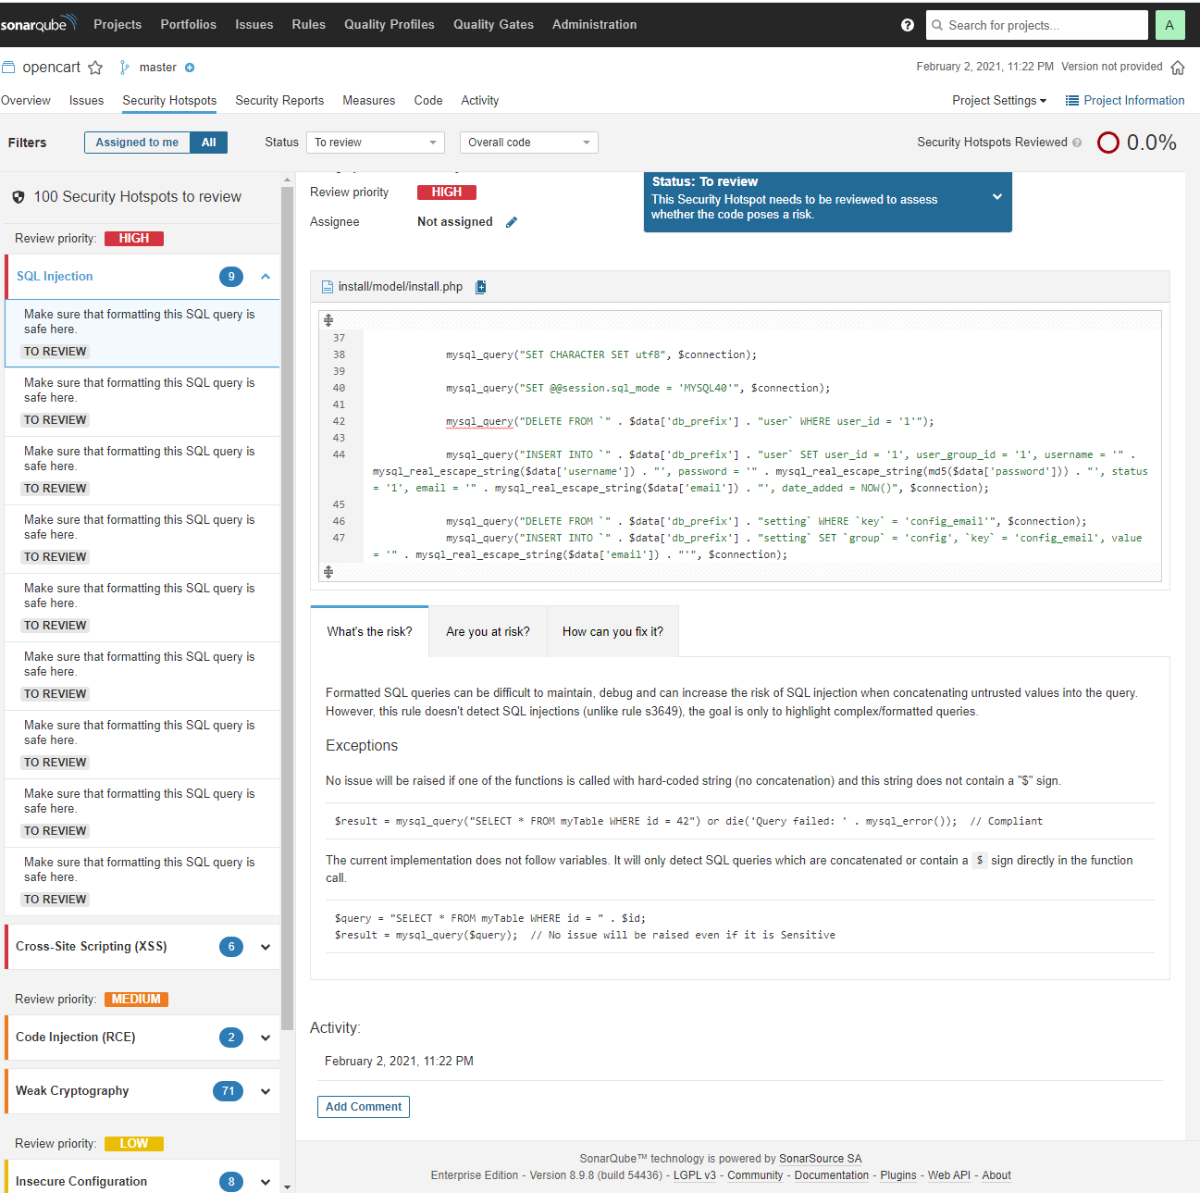 sonarqube Projects Portfolios Issues Rules Quality Profiles Quality Gates Administration ? Search for projects... A
opencart master February 2, 2021, 11:22 PM Version not provided
Overview Issues Security Hotspots Security Reports Measures Code Activity Project Settings Project Information
Filters Assigned to me All Status To review Overall code Security Hotspots Reviewed ? 0.0%
100 Security Hotspots to review
Review priority: HIGH
SQL Injection 9
Make sure that formatting this SQL query is
safe here.
TO REVIEW
Make sure that formatting this SQL query is
safe here.
TO REVIEW
Make sure that formatting this SQL query is
safe here.
TO REVIEW
Make sure that formatting this SQL query is
safe here.
TO REVIEW
Make sure that formatting this SQL query is
safe here.
TO REVIEW
Make sure that formatting this SQL query is
safe here.
TO REVIEW
Make sure that formatting this SQL query is
safe here.
TO REVIEW
Make sure that formatting this SQL query is
safe here.
TO REVIEW
Make sure that formatting this SQL query is
safe here.
TO REVIEW
Cross-Site Scripting (XSS) 6
Review priority: MEDIUM
Code Injection (RCE) 2
Weak Cryptography 71
Review priority: LOW
Insecure Configuration 8
Review priority HIGH
Assignee Not assigned
Status: To review
This Security Hotspot needs to be reviewed to assess
whether the code poses a risk.
install/model/install.php
37
38 mysql_query("SET CHARACTER SET utf8", $connection);
39
40 mysql_query("SET @@session.sql_mode = 'MYSQL40'", $connection);
41
42 mysql_query("DELETE FROM `" . $data['db_prefix'] . "user` WHERE user_id = '1'");
43
44 mysql_query("INSERT INTO `" . $data['db_prefix'] . "user` SET user_id = '1', user_group_id = '1', username = '" .
mysql_real_escape_string($data['username']) . "', password = '" . mysql_real_escape_string(md5($data['password'])) . "', status
= '1', email = '" . mysql_real_escape_string($data['email']) . "', date_added = NOW()", $connection);
45
46 mysql_query("DELETE FROM `" . $data['db_prefix'] . "setting` WHERE `key` = 'config_email'", $connection);
47 mysql_query("INSERT INTO `" . $data['db_prefix'] . "setting` SET `group` = 'config', `key` = 'config_email', value
= '" . mysql_real_escape_string($data['email']) . "'", $connection);
What's the risk? Are you at risk? How can you fix it?
Formatted SQL queries can be difficult to maintain, debug and can increase the risk of SQL injection when concatenating untrusted values into the query.
However, this rule doesn't detect SQL injections (unlike rule s3649), the goal is only to highlight complex/formatted queries.
Exceptions
No issue will be raised if one of the functions is called with hard-coded string (no concatenation) and this string does not contain a "$" sign.
$result = mysql_query("SELECT * FROM myTable WHERE id = 42") or die('Query failed: ' . mysql_error()); // Compliant
The current implementation does not follow variables. It will only detect SQL queries which are concatenated or contain a $ sign directly in the function
call.
$query = "SELECT * FROM myTable WHERE id = " . $id;
$result = mysql_query($query); // No issue will be raised even if it is Sensitive
Activity:
February 2, 2021, 11:22 PM
Add Comment
SonarQube™ technology is powered by SonarSource SA
Enterprise Edition - Version 8.9.8 (build 54436) - LGPL v3 - Community - Documentation - Plugins - Web API - About